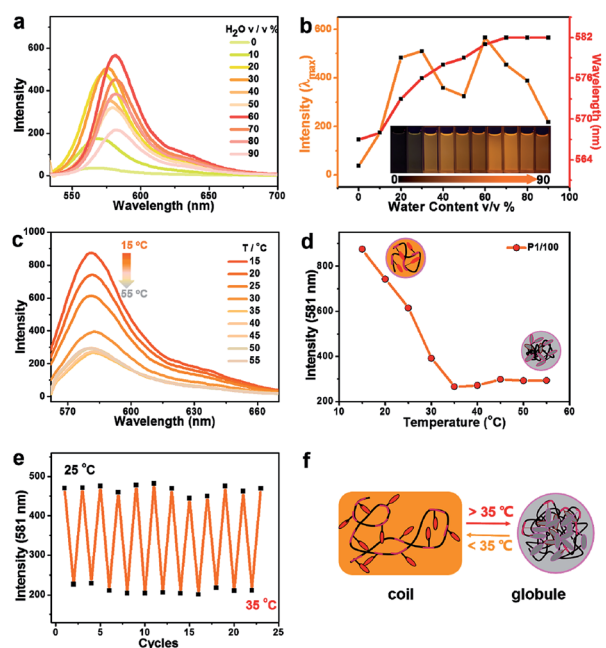 a
H₂O v / v %
0
10
20
30
40
50
60
70
80
90
600
400
200
0
Intensity
550
600
650
700
Wavelength (nm)
b
Intensity (λmax)
600
400
200
0
582
576
570
564
Wavelength (nm)
0
90
0
20
40
60
80
100
Water Content v/v %
c
15 °C
55 °C
T / °C
15
20
25
30
35
40
45
50
55
1000
800
600
400
200
0
Intensity
570
600
630
660
Wavelength (nm)
d
P1/100
900
700
500
300
Intensity (581 nm)
10
20
30
40
50
60
Temperature (°C)
e
25 °C
35 °C
500
400
300
200
Intensity (581 nm)
0
5
10
15
20
25
Cycles
f
> 35 °C
< 35 °C
coil
globule